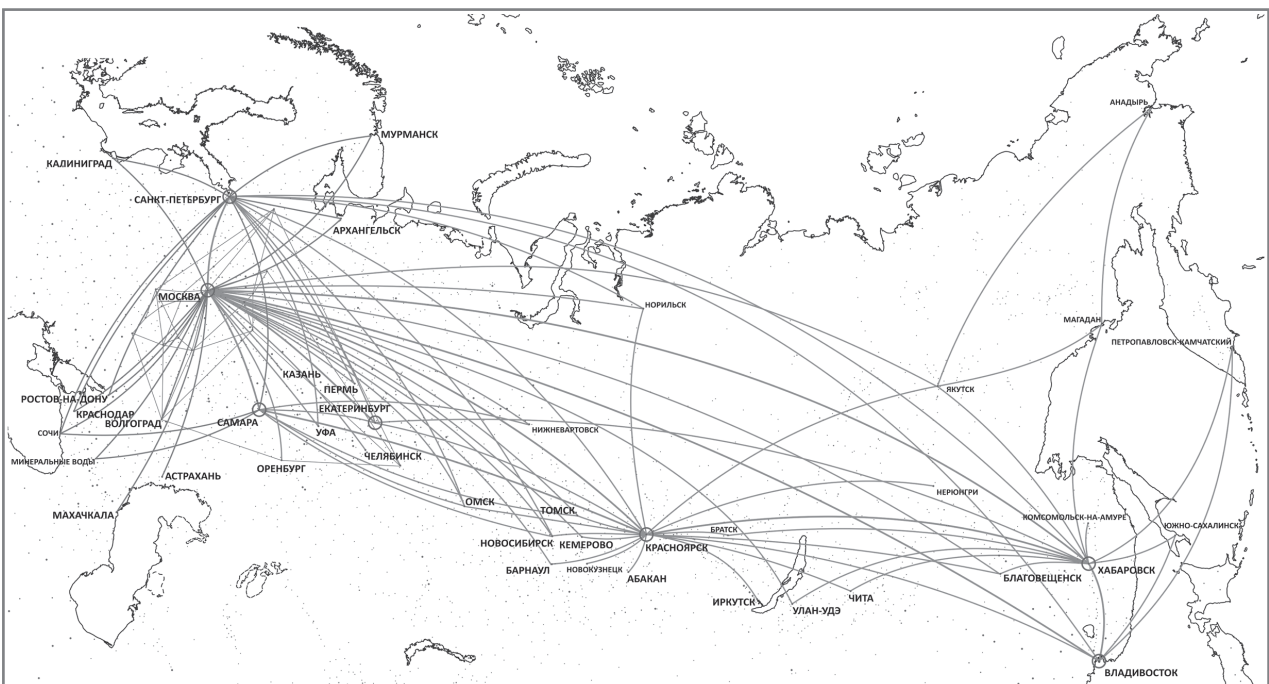 АНАДЫРЬ
МУРМАНСК
КАЛИНИГРАД
САНКТ-ПЕТЕРБУРГ
АРХАНГЕЛЬСК
МОСКВА
НОРИЛЬСК
МАГАДАН
ПЕТРОПАВЛОВСК-КАМЧАТСКИЙ
КАЗАНЬ
ПЕРМЬ
ЯКУТСК
РОСТОВ-НА-ДОНУ
ЕКАТЕРИНБУРГ
КРАСНОДАР
ВОЛГОГРАД
САМАРА
СОЧИ
УФА
НИЖНЕВАРТОВСК
МИНЕРАЛЬНЫЕ ВОДЫ
ЧЕЛЯБИНСК
ОРЕНБУРГ
АСТРАХАНЬ
НЕРЮНГРИ
ОМСК
МАХАЧКАЛА
ТОМСК
КОМСОМОЛЬСК-НА-АМУРЕ
ЮЖНО-САХАЛИНСК
БРАТСК
НОВОСИБИРСК
КЕМЕРОВО
КРАСНОЯРСК
БАРНАУЛ
НОВОКУЗНЕЦК
АБАКАН
ХАБАРОВСК
БЛАГОВЕЩЕНСК
ИРКУТСК
ЧИТА
УЛАН-УДЭ
ВЛАДИВОСТОК